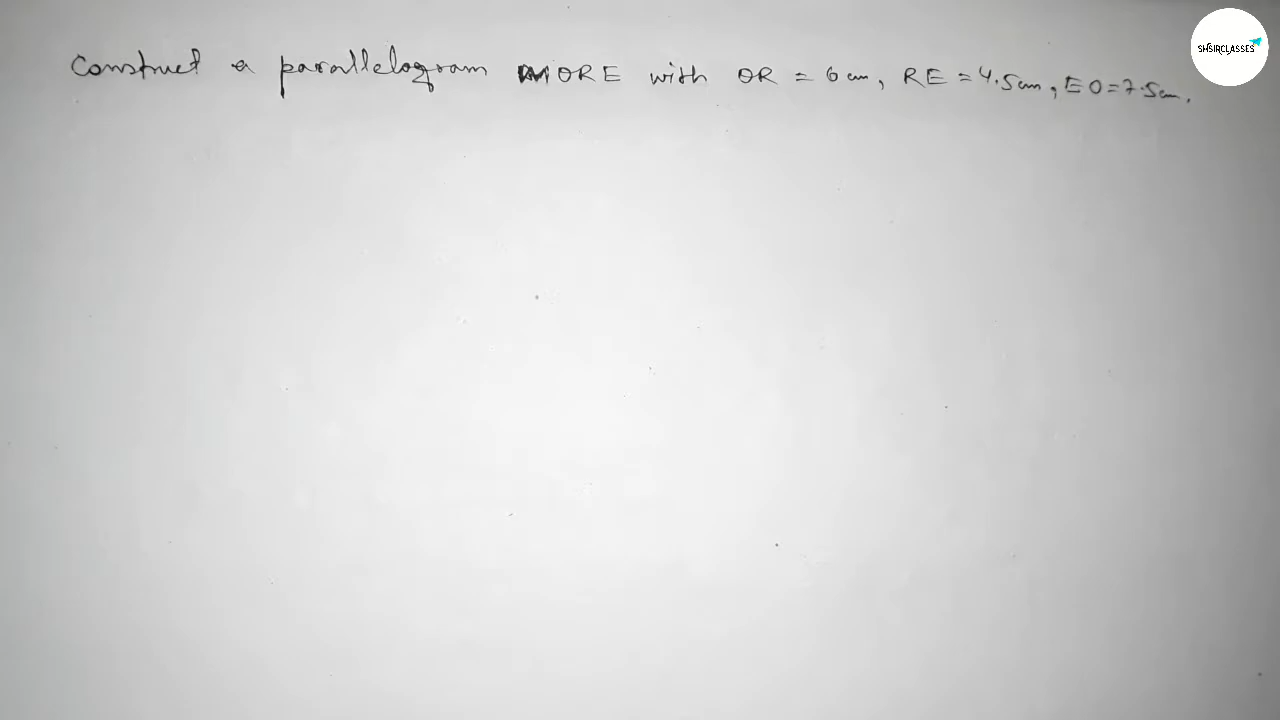 Construct a parallelogram MORE with OR = 6 cm, RE = 4.5 cm, EO = 7.5 cm.
SHSIRCLASSES